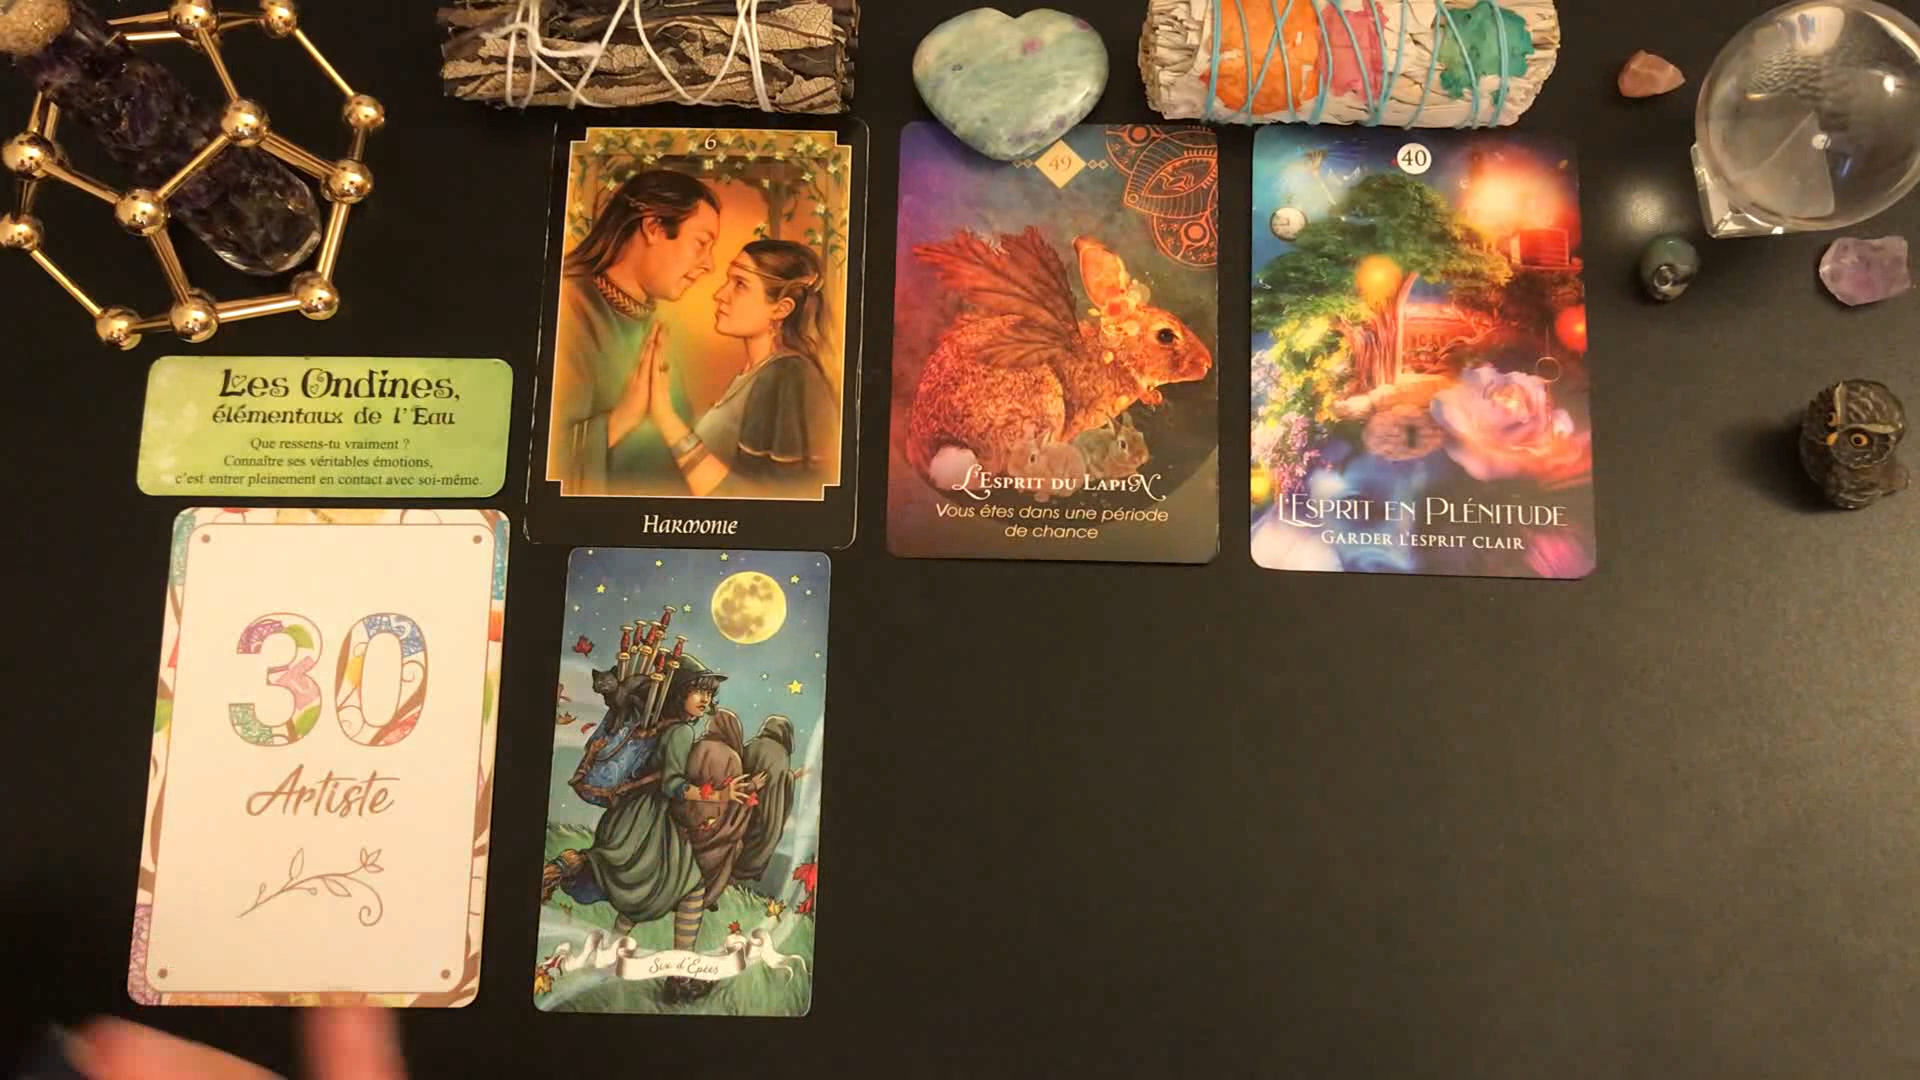 Les Ondines,
élémentaux de l'Eau
Que ressens-tu vraiment ?
Connaître ses véritables émotions,
c'est entrer pleinement en contact avec soi-même.
30
Artiste
6
Harmonie
Six d'Épées
49
L'Esprit du Lapin
Vous êtes dans une période
de chance
40
L'Esprit en Plénitude
Garder l'esprit clair